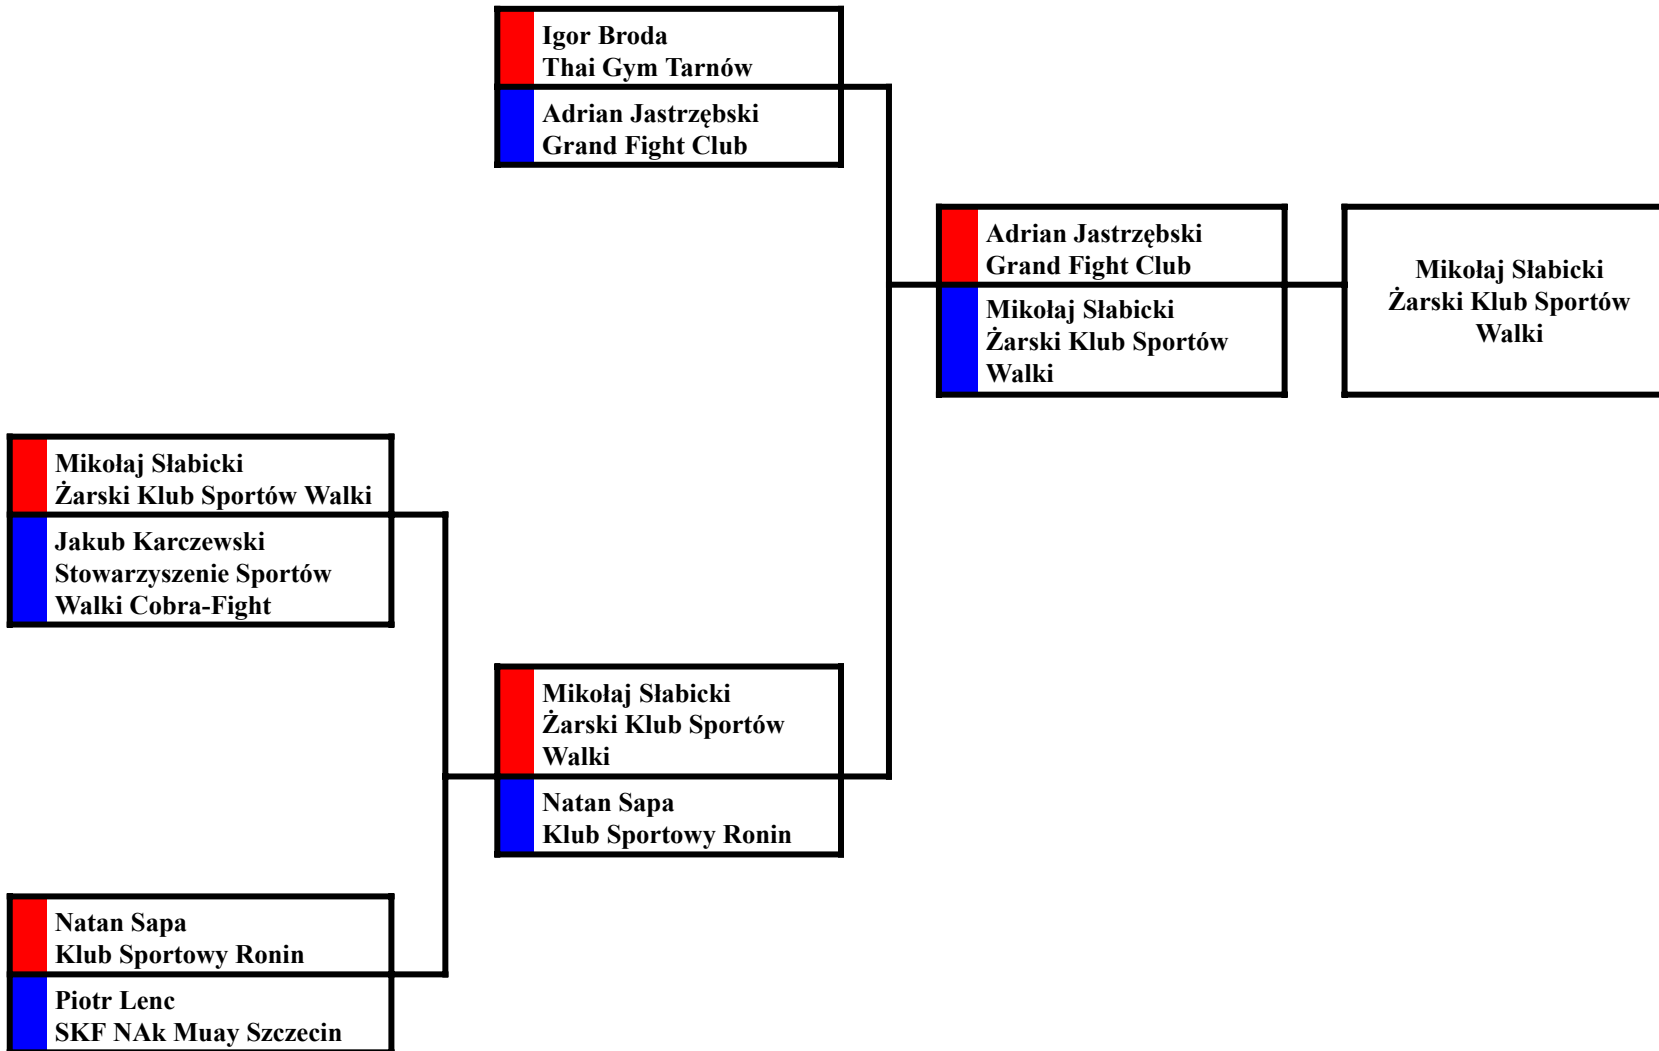 Igor Broda
Thai Gym Tarnów
Adrian Jastrzębski
Grand Fight Club
Adrian Jastrzębski
Grand Fight Club
Mikołaj Słabicki
Żarski Klub Sportów
Walki
Mikołaj Słabicki
Żarski Klub Sportów
Walki
Mikołaj Słabicki
Żarski Klub Sportów Walki
Jakub Karczewski
Stowarzyszenie Sportów
Walki Cobra-Fight
Mikołaj Słabicki
Żarski Klub Sportów
Walki
Natan Sapa
Klub Sportowy Ronin
Natan Sapa
Klub Sportowy Ronin
Piotr Lenc
SKF NAk Muay Szczecin